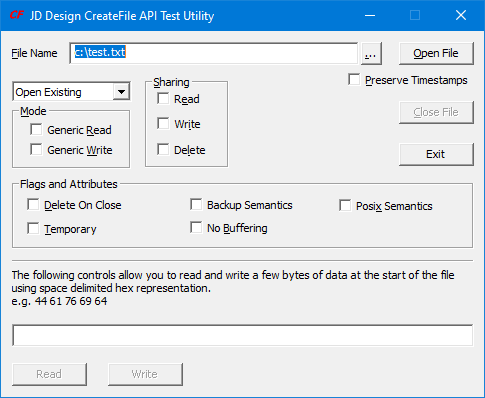 CF JD Design CreateFile API Test Utility
File Name c:\test.txt ... Open File
Preserve Timestamps
Open Existing
Sharing
Read
Write
Delete
Mode
Generic Read
Generic Write
Close File
Exit
Flags and Attributes
Delete On Close Backup Semantics Posix Semantics
Temporary No Buffering
The following controls allow you to read and write a few bytes of data at the start of the file
using space delimited hex representation.
e.g. 44 61 76 69 64
Read Write